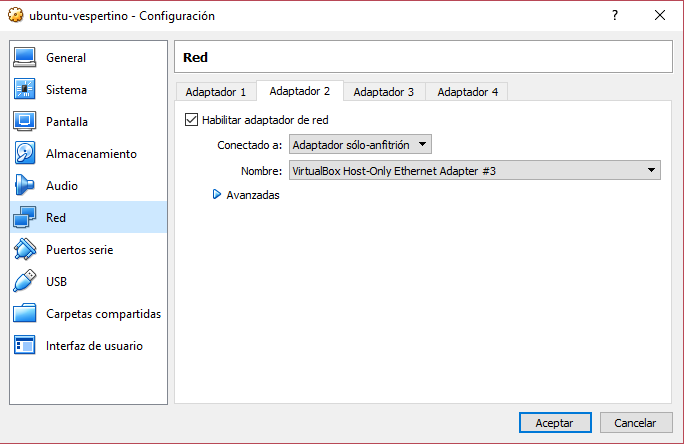 ubuntu-vespertino - Configuración
?
General
Sistema
Pantalla
Almacenamiento
Audio
Red
Puertos serie
USB
Carpetas compartidas
Interfaz de usuario
Red
Adaptador 1 Adaptador 2 Adaptador 3 Adaptador 4
Habilitar adaptador de red
Conectado a: Adaptador sólo-anfitrión
Nombre: VirtualBox Host-Only Ethernet Adapter #3
Avanzadas
Aceptar Cancelar